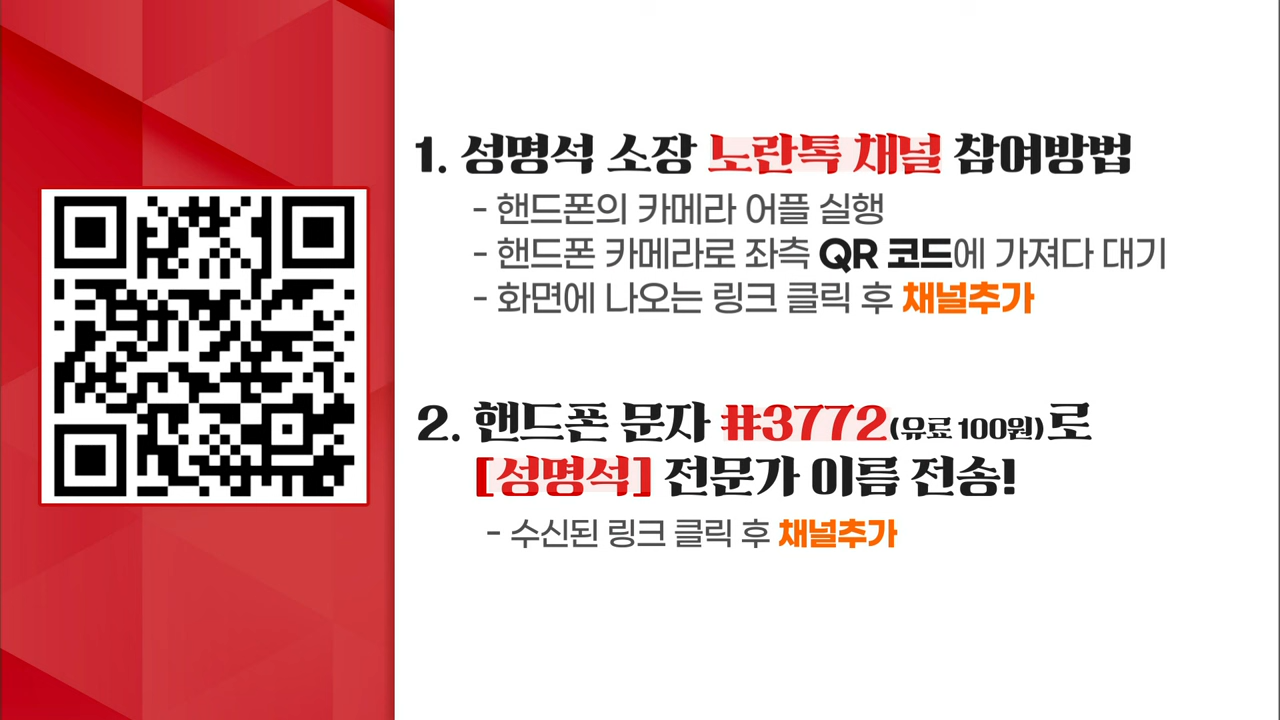 1. 성명석 소장 노란톡 채널 참여방법
- 핸드폰의 카메라 어플 실행
- 핸드폰 카메라로 좌측 QR 코드에 가져다 대기
- 화면에 나오는 링크 클릭 후 채널추가
2. 핸드폰 문자 #3772(유료 100원)로
[성명석] 전문가 이름 전송!
- 수신된 링크 클릭 후 채널추가